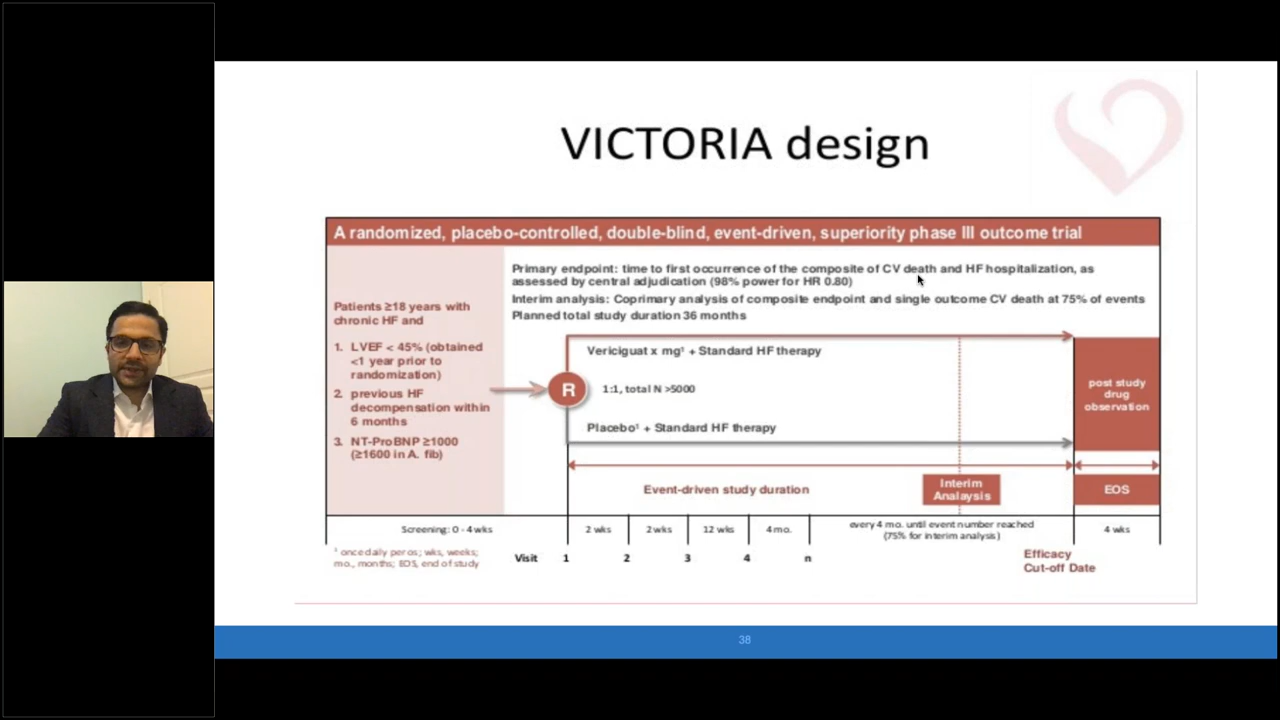 VICTORIA design
A randomized, placebo-controlled, double-blind, event-driven, superiority phase III outcome trial
Patients ≥18 years with
chronic HF and
1. LVEF < 45% (obtained
<1 year prior to
randomization)
2. previous HF
decompensation within
6 months
3. NT-ProBNP ≥1000
(≥1600 in A. fib)
Primary endpoint: time to first occurrence of the composite of CV death and HF hospitalization, as
assessed by central adjudication (98% power for HR 0.80)
Interim analysis: Coprimary analysis of composite endpoint and single outcome CV death at 75% of events
Planned total study duration 36 months
Vericiguat x mg¹ + Standard HF therapy
R
1:1, total N >5000
Placebo¹ + Standard HF therapy
post study
drug
observation
Event-driven study duration
Interim
Analaysis
EOS
Screening: 0 - 4 wks
2 wks
2 wks
12 wks
4 mo.
every 4 mo. until event number reached
(75% for interim analysis)
4 wks
¹ once daily per os; wks, weeks;
mo., months; EOS, end of study
Visit
1
2
3
4
n
Efficacy
Cut-off Date
38